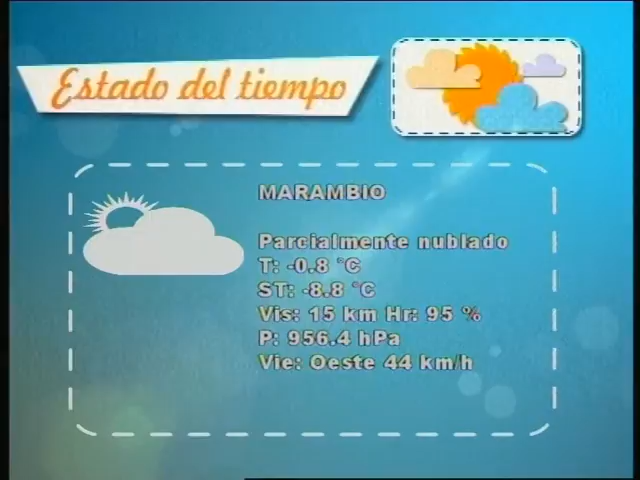 Estado del tiempo
MARAMBIO
Parcialmente nublado
T: -0.8 °C
ST: -8.8 °C
Vis: 15 km Hr: 95 %
P: 956.4 hPa
Vie: Oeste 44 km/h